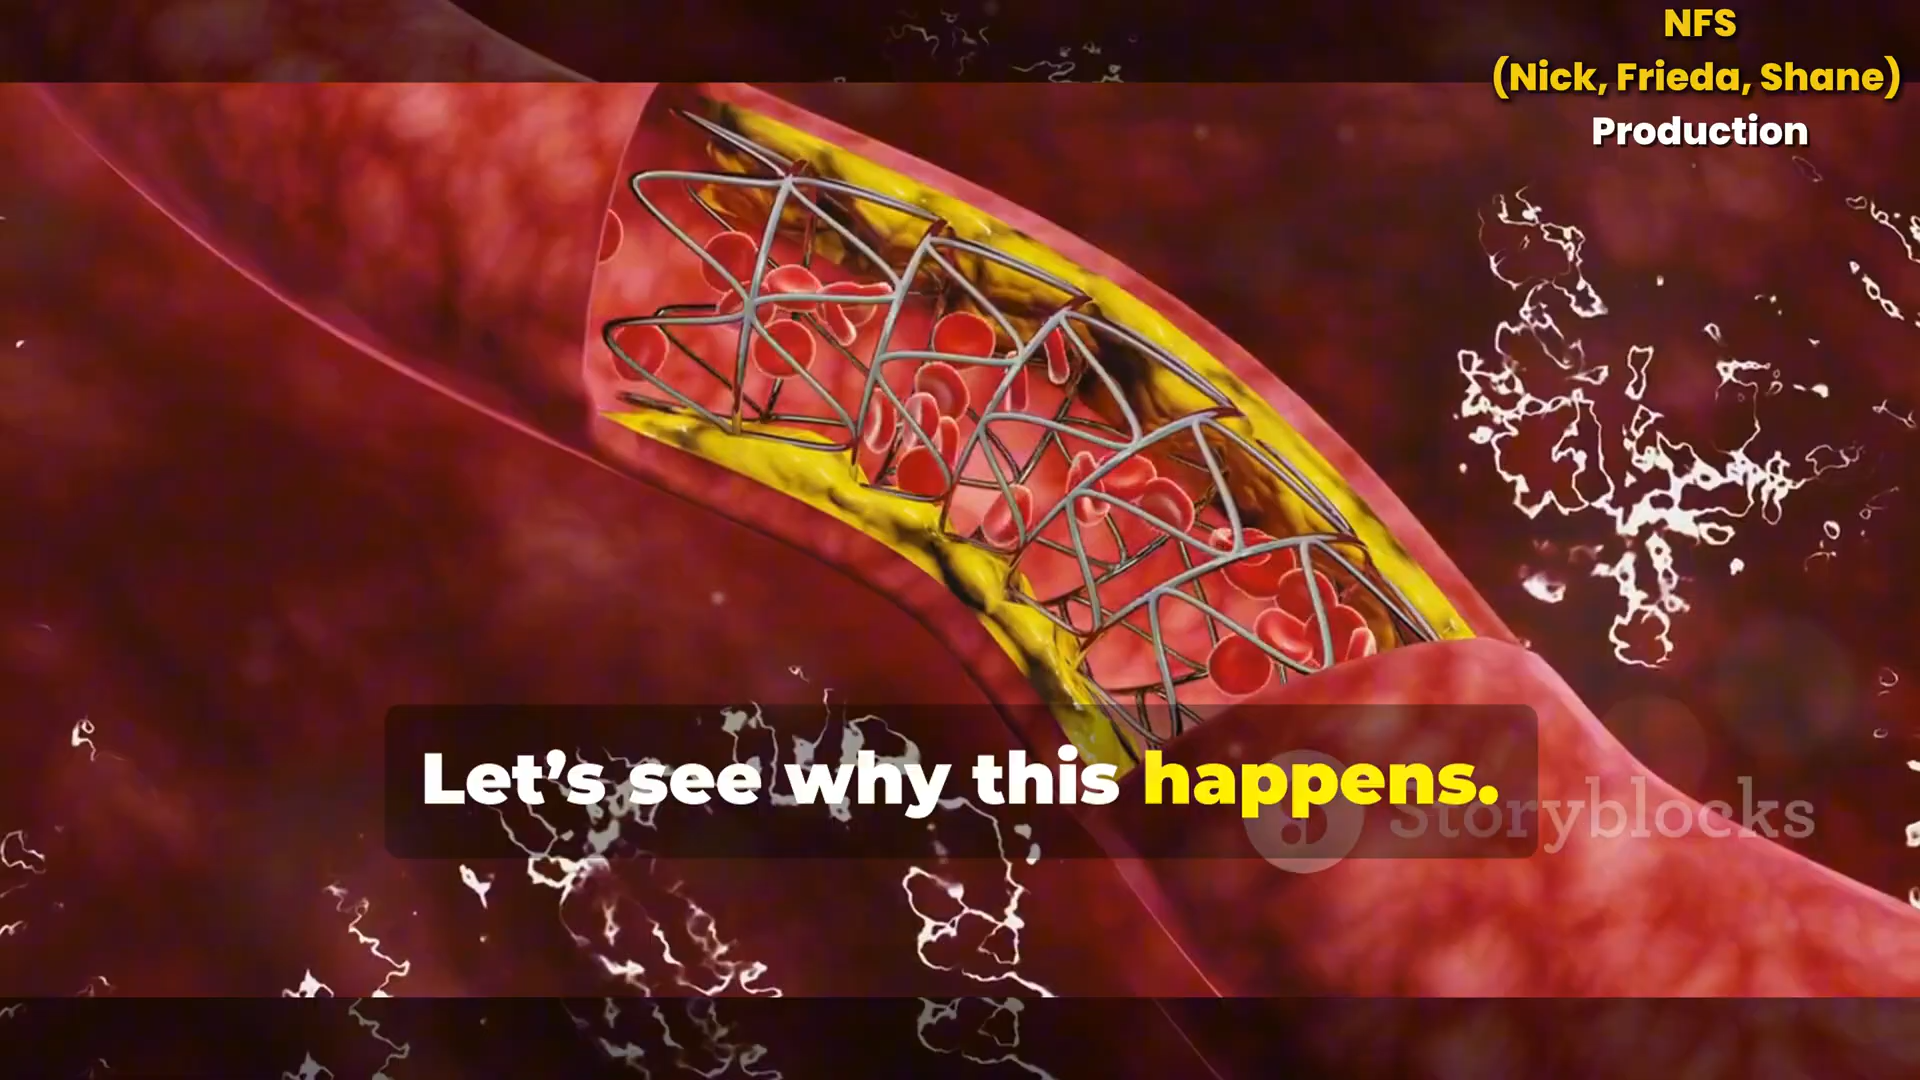 NFS
(Nick, Frieda, Shane)
Production
Let's see why this happens.
Storyblocks